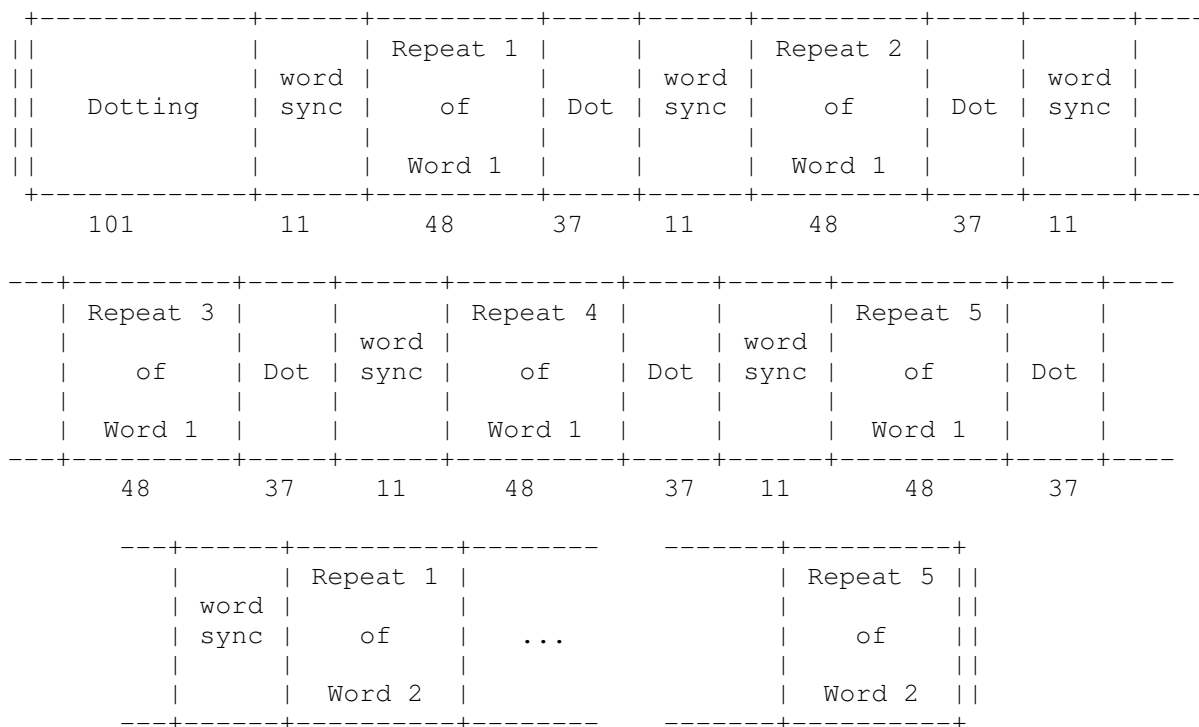 +--------------------+------+----------+-----+------+----------+-----+------+----
||                    |      | Repeat 1 |     |      | Repeat 2 |     |      |
||                    | word |          |     | word |          |     | word |
||      Dotting       | sync |    of    | Dot | sync |    of    | Dot | sync |
||                    |      |          |     |      |          |     |      |
||                    |      |  Word 1  |     |      |  Word 1  |     |      |
 +--------------------+------+----------+-----+------+----------+-----+------+----
101 11 48 37 11 48 37 11
---+----------+-----+------+----------+-----+------+----------+-----+----
   | Repeat 3 |     |      | Repeat 4 |     |      | Repeat 5 |     |
   |          |     | word |          |     | word |          |     |
   |    of    | Dot | sync |    of    | Dot | sync |    of    | Dot |
   |          |     |      |          |     |      |          |     |
   |  Word 1  |     |      |  Word 1  |     |      |  Word 1  |     |
---+----------+-----+------+----------+-----+------+----------+-----+----
48 37 11 48 37 11 48 37
---+------+----------+--------    -------+----------+
   |      | Repeat 1 |                   | Repeat 5 ||
   | word |          |                   |          ||
   | sync |    of    |   ...             |    of    ||
   |      |          |                   |          ||
   |      |  Word 2  |                   |  Word 2  ||
---+------+----------+--------    -------+----------+